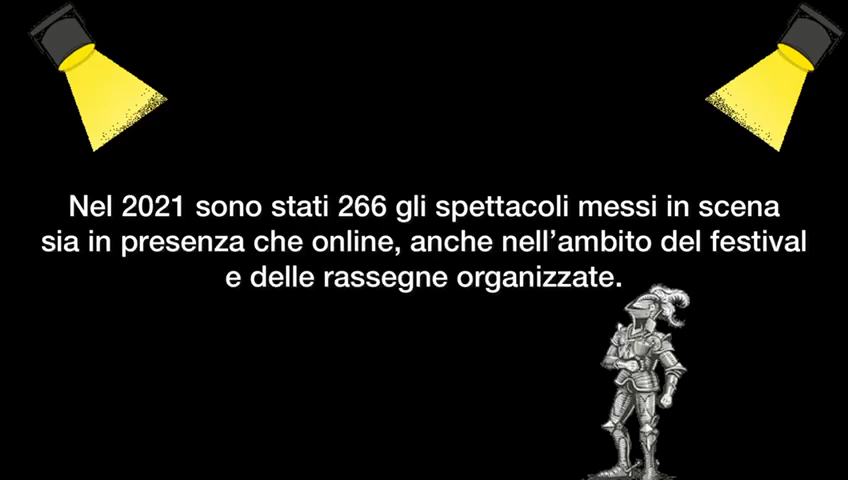 Nel 2021 sono stati 266 gli spettacoli messi in scena
sia in presenza che online, anche nell’ambito del festival
e delle rassegne organizzate.